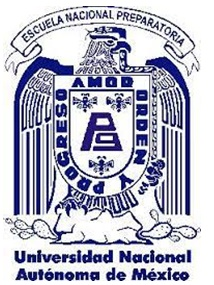 ESCUELA NACIONAL PREPARATORIA
AMOR ORDEN Y PROGRESO
Universidad Nacional
Autónoma de México